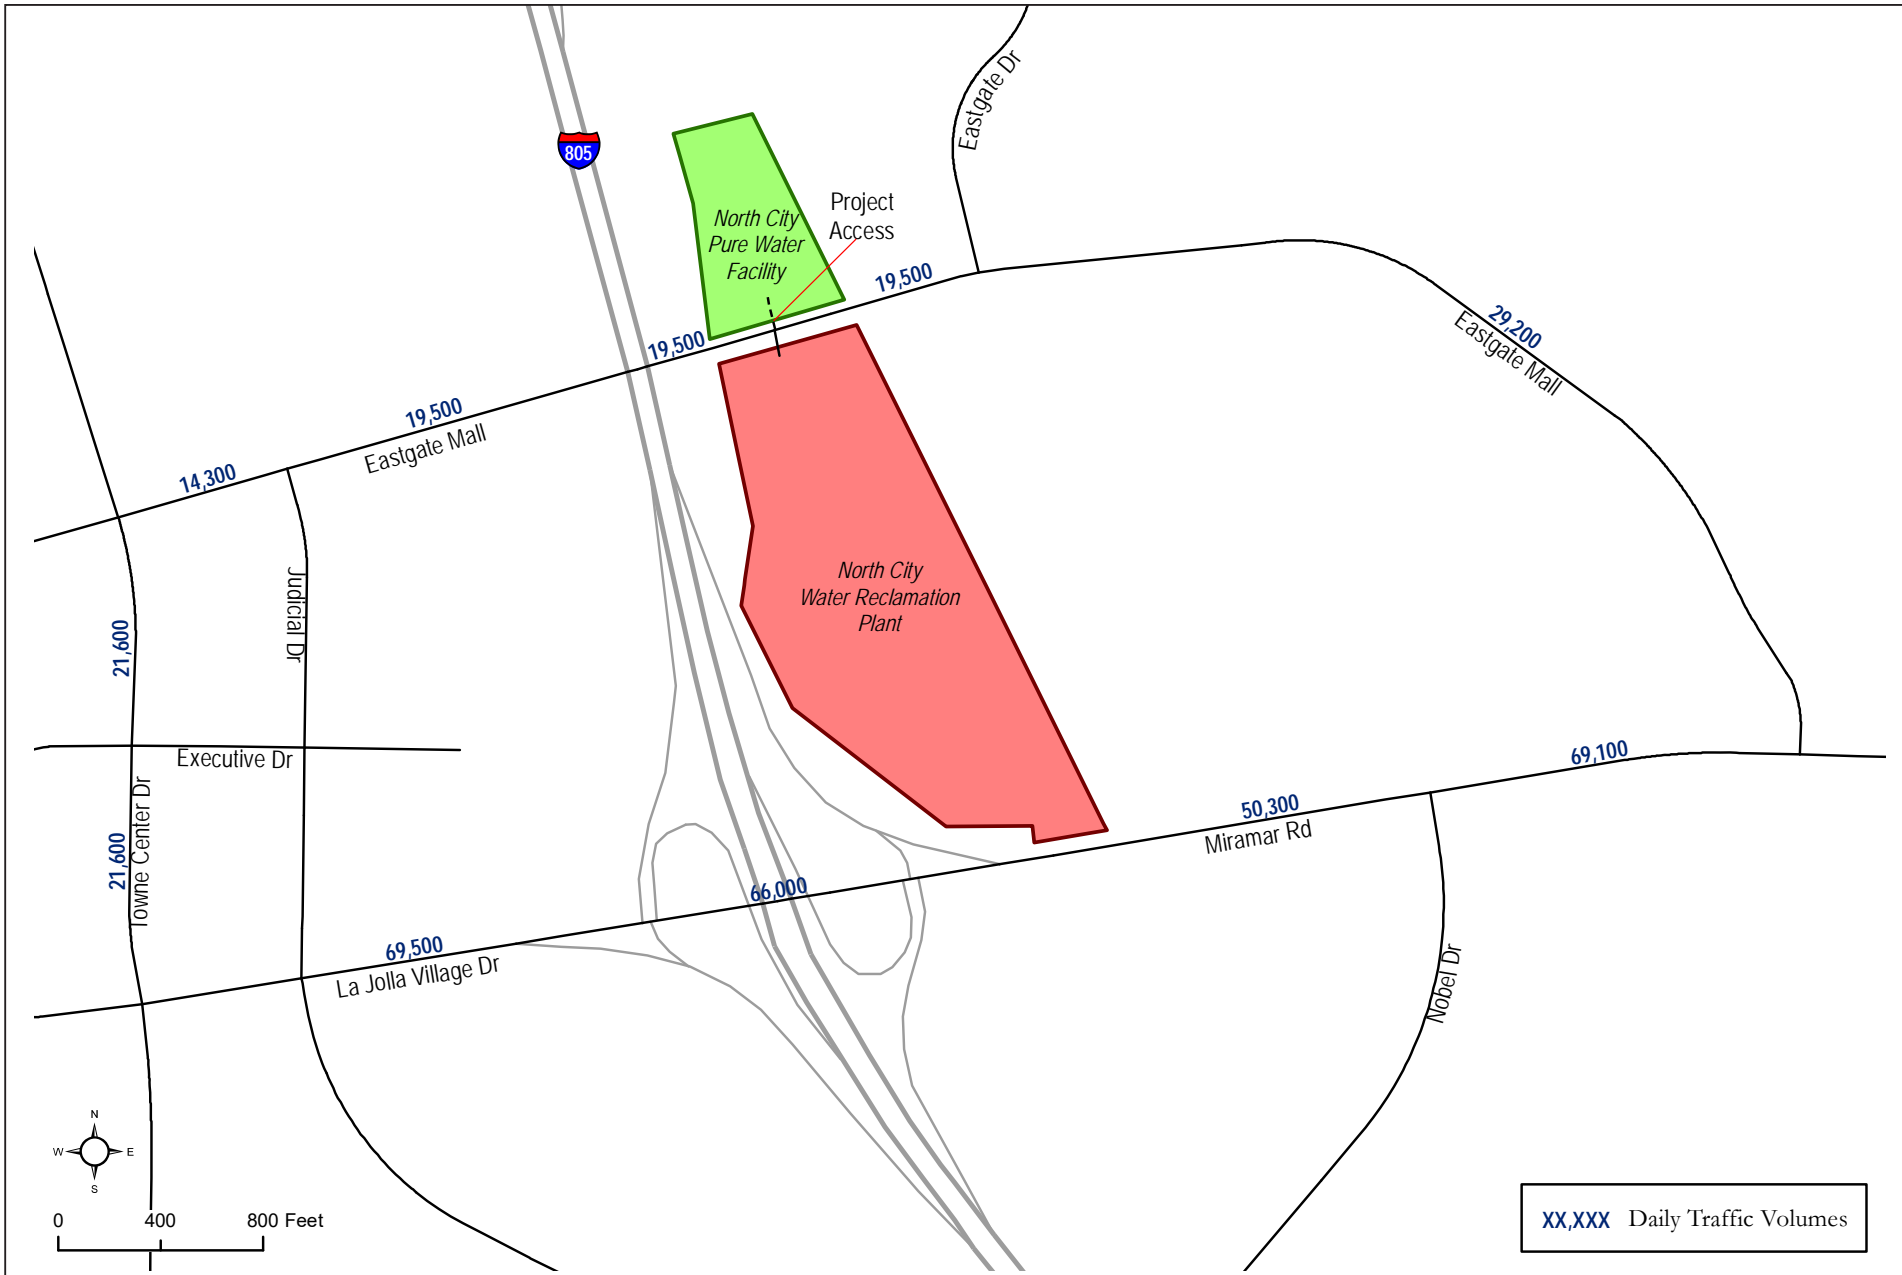 Eastgate Dr
805
Project
Access
North City
Pure Water
Facility
19,500
19,500
29,200
Eastgate Mall
19,500
Eastgate Mall
14,300
Judicial Dr
North City
Water Reclamation
Plant
21,600
Executive Dr
69,100
Towne Center Dr
21,600
50,300
Miramar Rd
66,000
69,500
La Jolla Village Dr
Nobel Dr
N
W
E
S
0 400 800 Feet
XX,XXX Daily Traffic Volumes